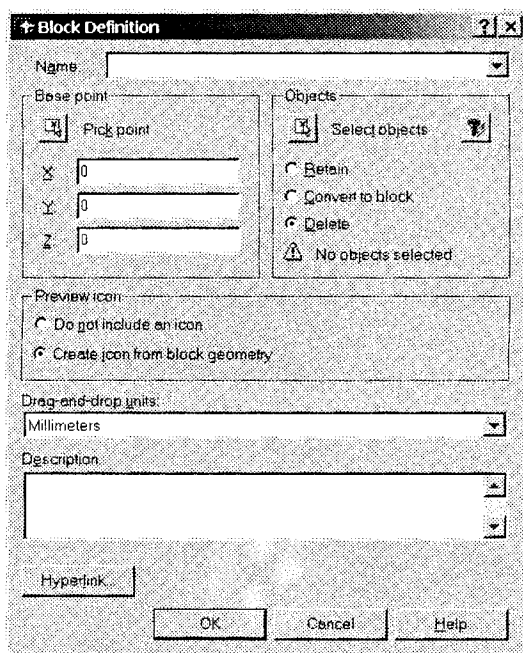 Block Definition ? ×
Name:
Base point
Pick point
X: 0
Y: 0
Z: 0
Objects
Select objects
Retain
Convert to block
Delete
No objects selected
Preview icon
Do not include an icon
Create icon from block geometry
Drag-and-drop units:
Millimeters
Description:
Hyperlink...
OK Cancel Help